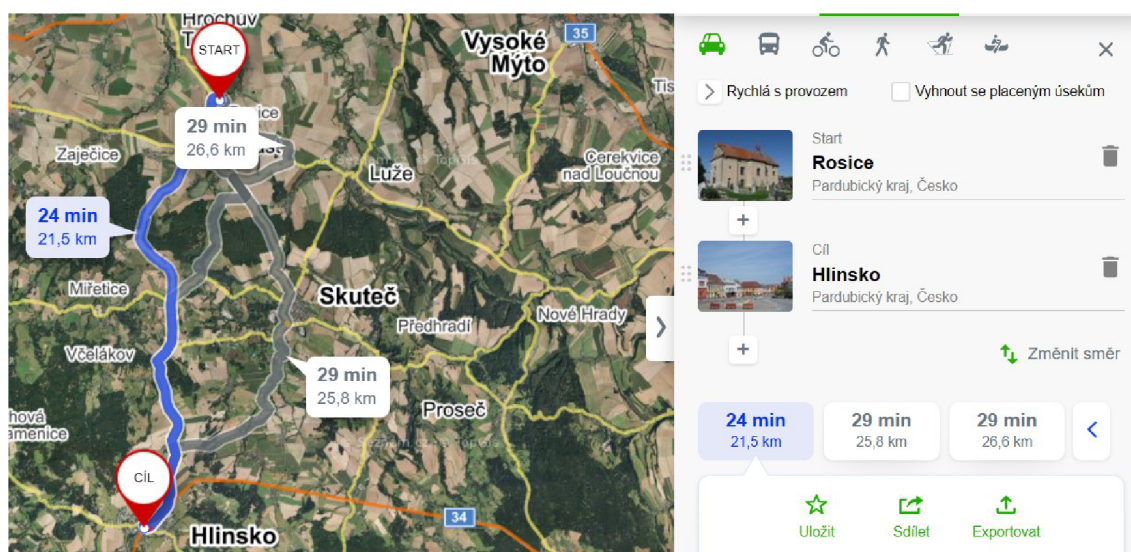 Hrochův
START
35
Vysoké
Mýto
29 min
26,6 km
Zaječice
Luže
Cerekvice
nad Loučnou
24 min
21,5 km
Miřetice
Skuteč
Předhradí
Nové Hrady
Včelákov
29 min
25,8 km
Proseč
CÍL
Hlinsko
34
Rychlá s provozem
Vyhnout se placeným úsekům
Start
Rosice
Pardubický kraj, Česko
Cíl
Hlinsko
Pardubický kraj, Česko
Změnit směr
24 min
21,5 km
29 min
25,8 km
29 min
26,6 km
Uložit
Sdílet
Exportovat